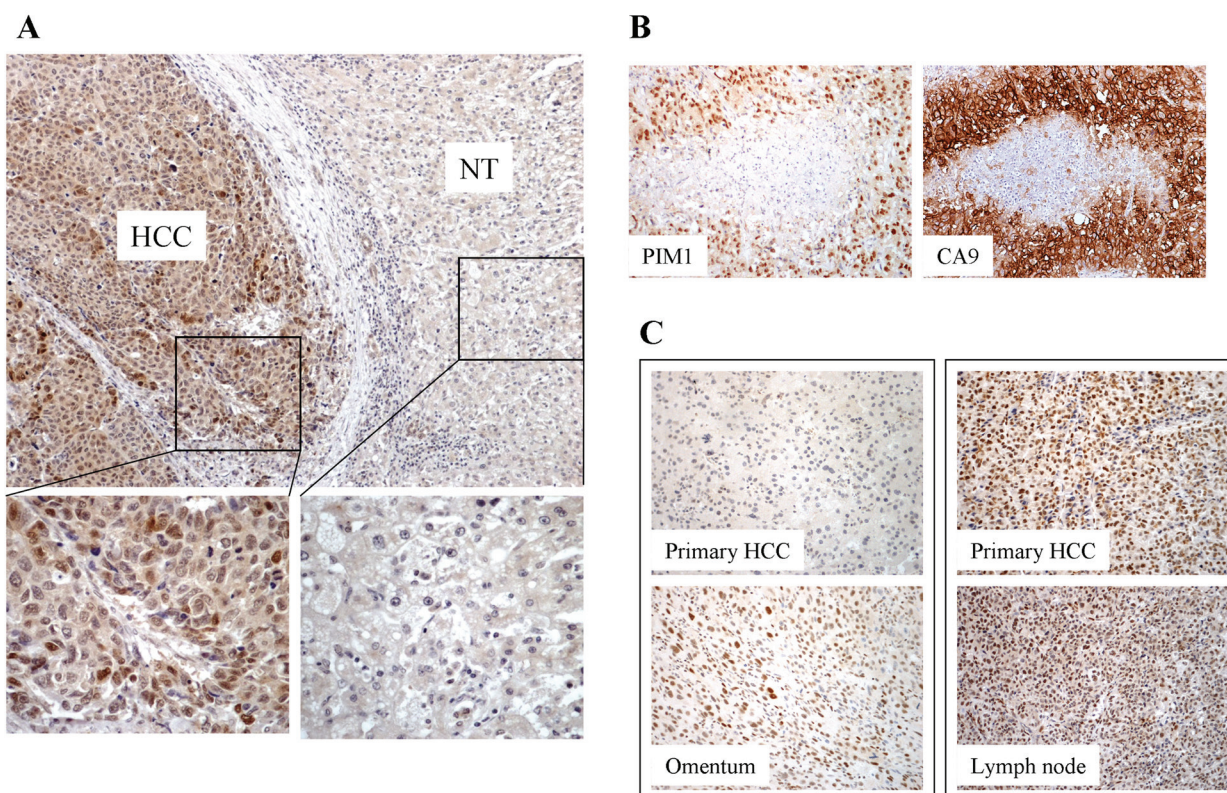 A
HCC
NT
B
PIM1
CA9
C
Primary HCC
Omentum
Primary HCC
Lymph node